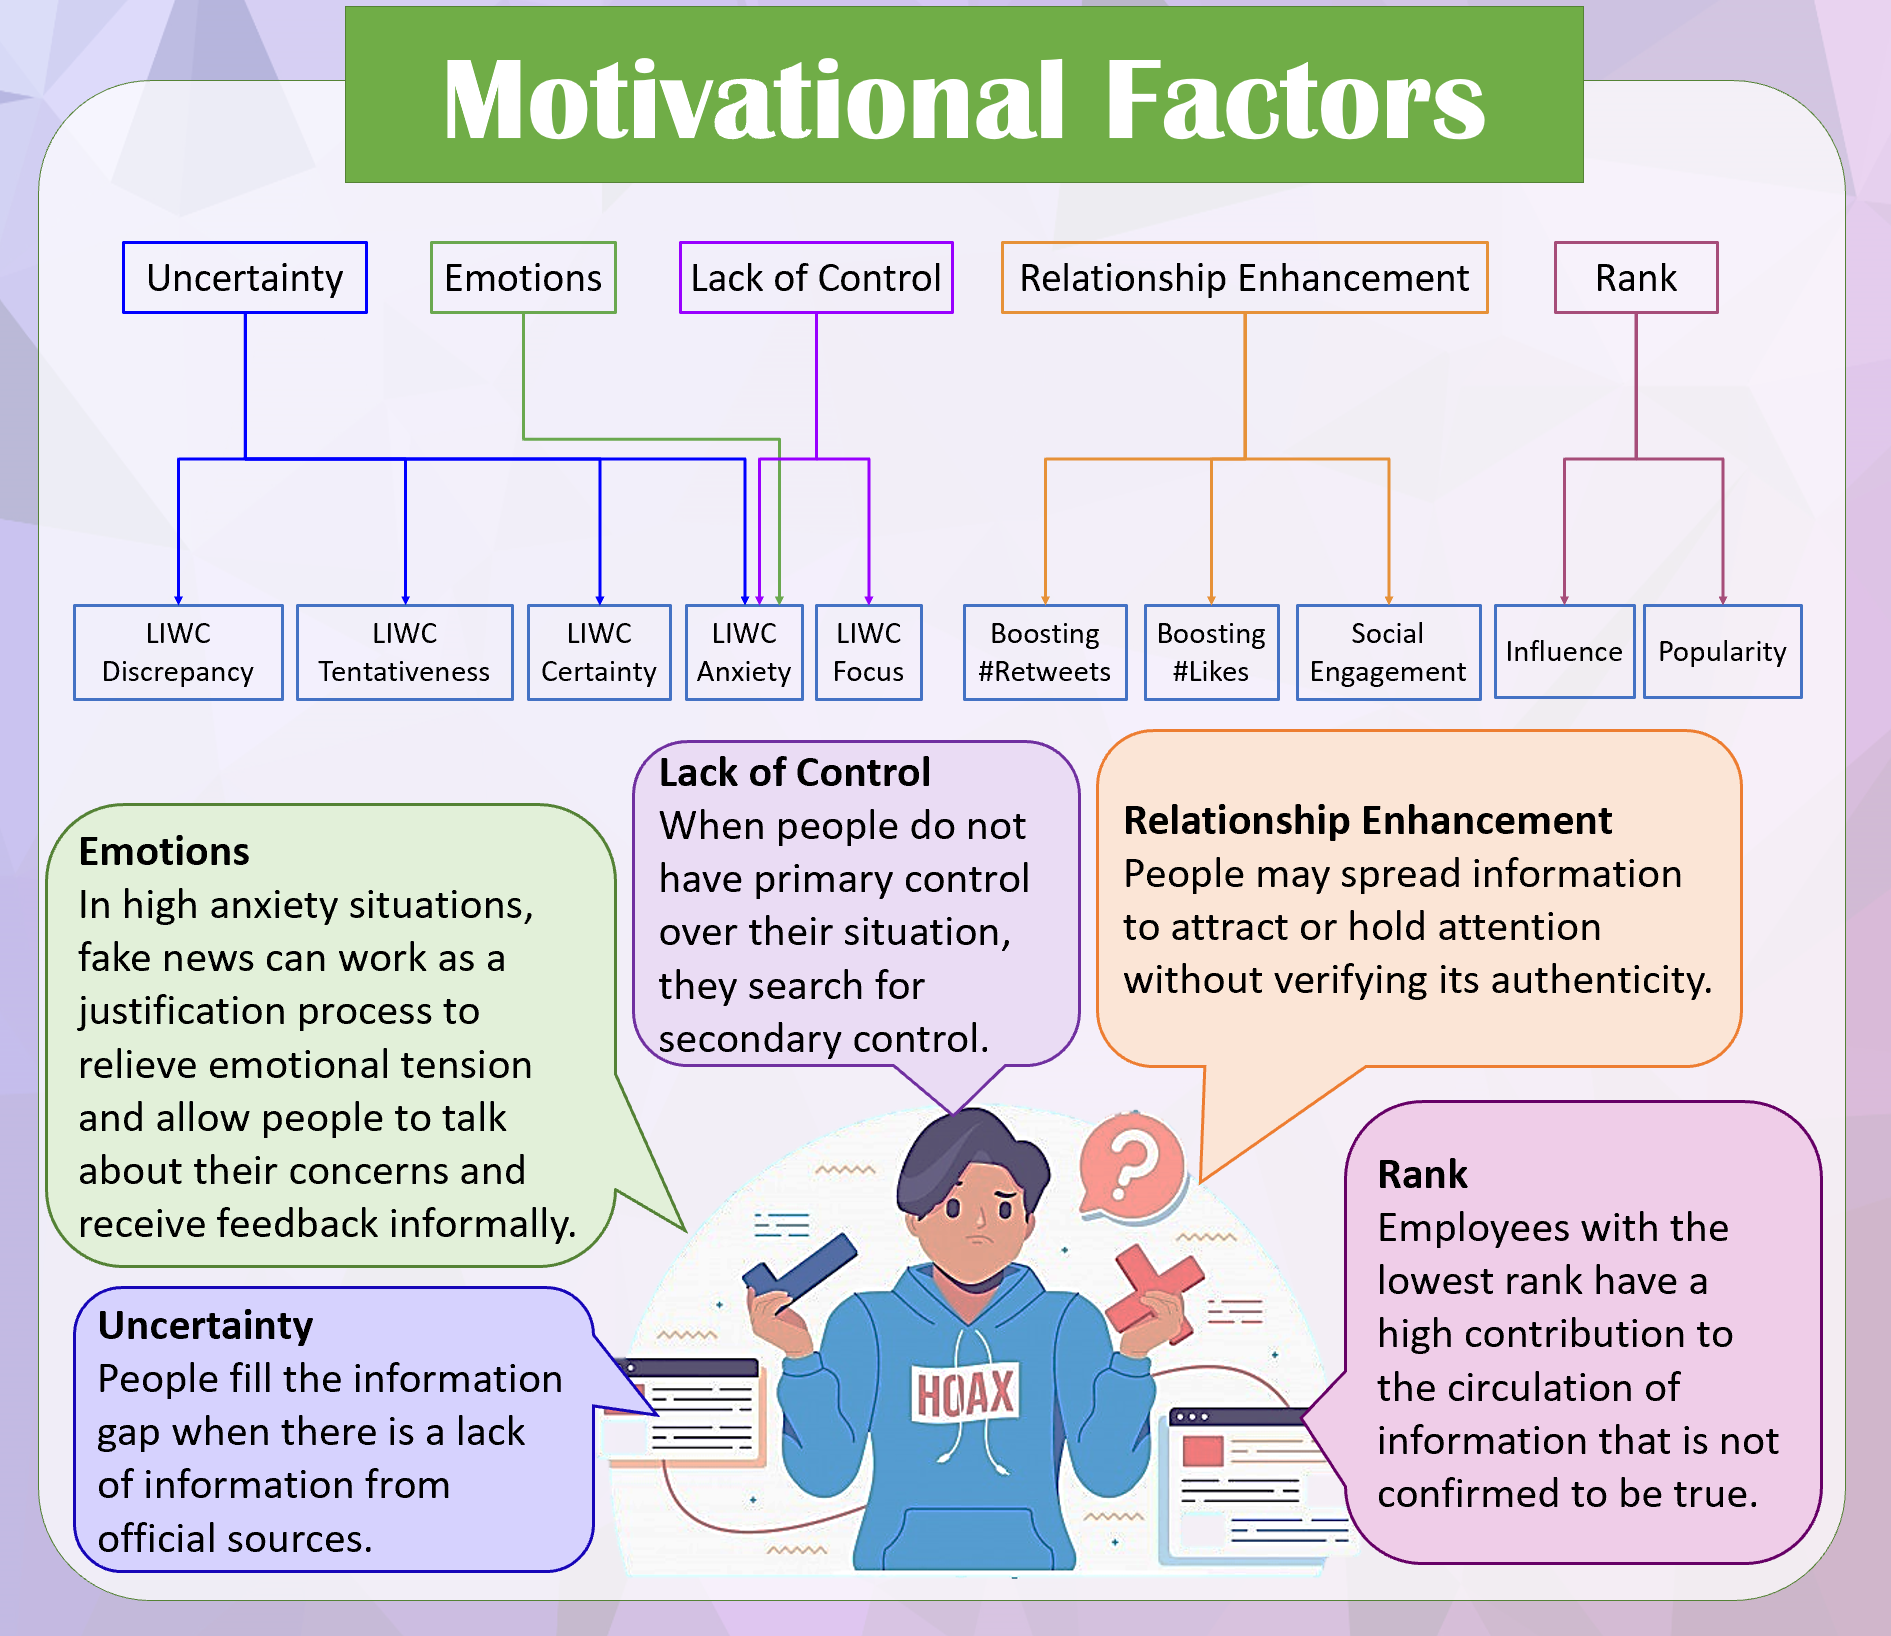 Motivational Factors
Uncertainty
Emotions
Lack of Control
Relationship Enhancement
Rank
LIWC
Discrepancy
LIWC
Tentativeness
LIWC
Certainty
LIWC
Anxiety
LIWC
Focus
Boosting
#Retweets
Boosting
#Likes
Social
Engagement
Influence
Popularity
Emotions
In high anxiety situations,
fake news can work as a
justification process to
relieve emotional tension
and allow people to talk
about their concerns and
receive feedback informally.
Lack of Control
When people do not
have primary control
over their situation,
they search for
secondary control.
Relationship Enhancement
People may spread information
to attract or hold attention
without verifying its authenticity.
Uncertainty
People fill the information
gap when there is a lack
of information from
official sources.
?
HOAX
Rank
Employees with the
lowest rank have a
high contribution to
the circulation of
information that is not
confirmed to be true.